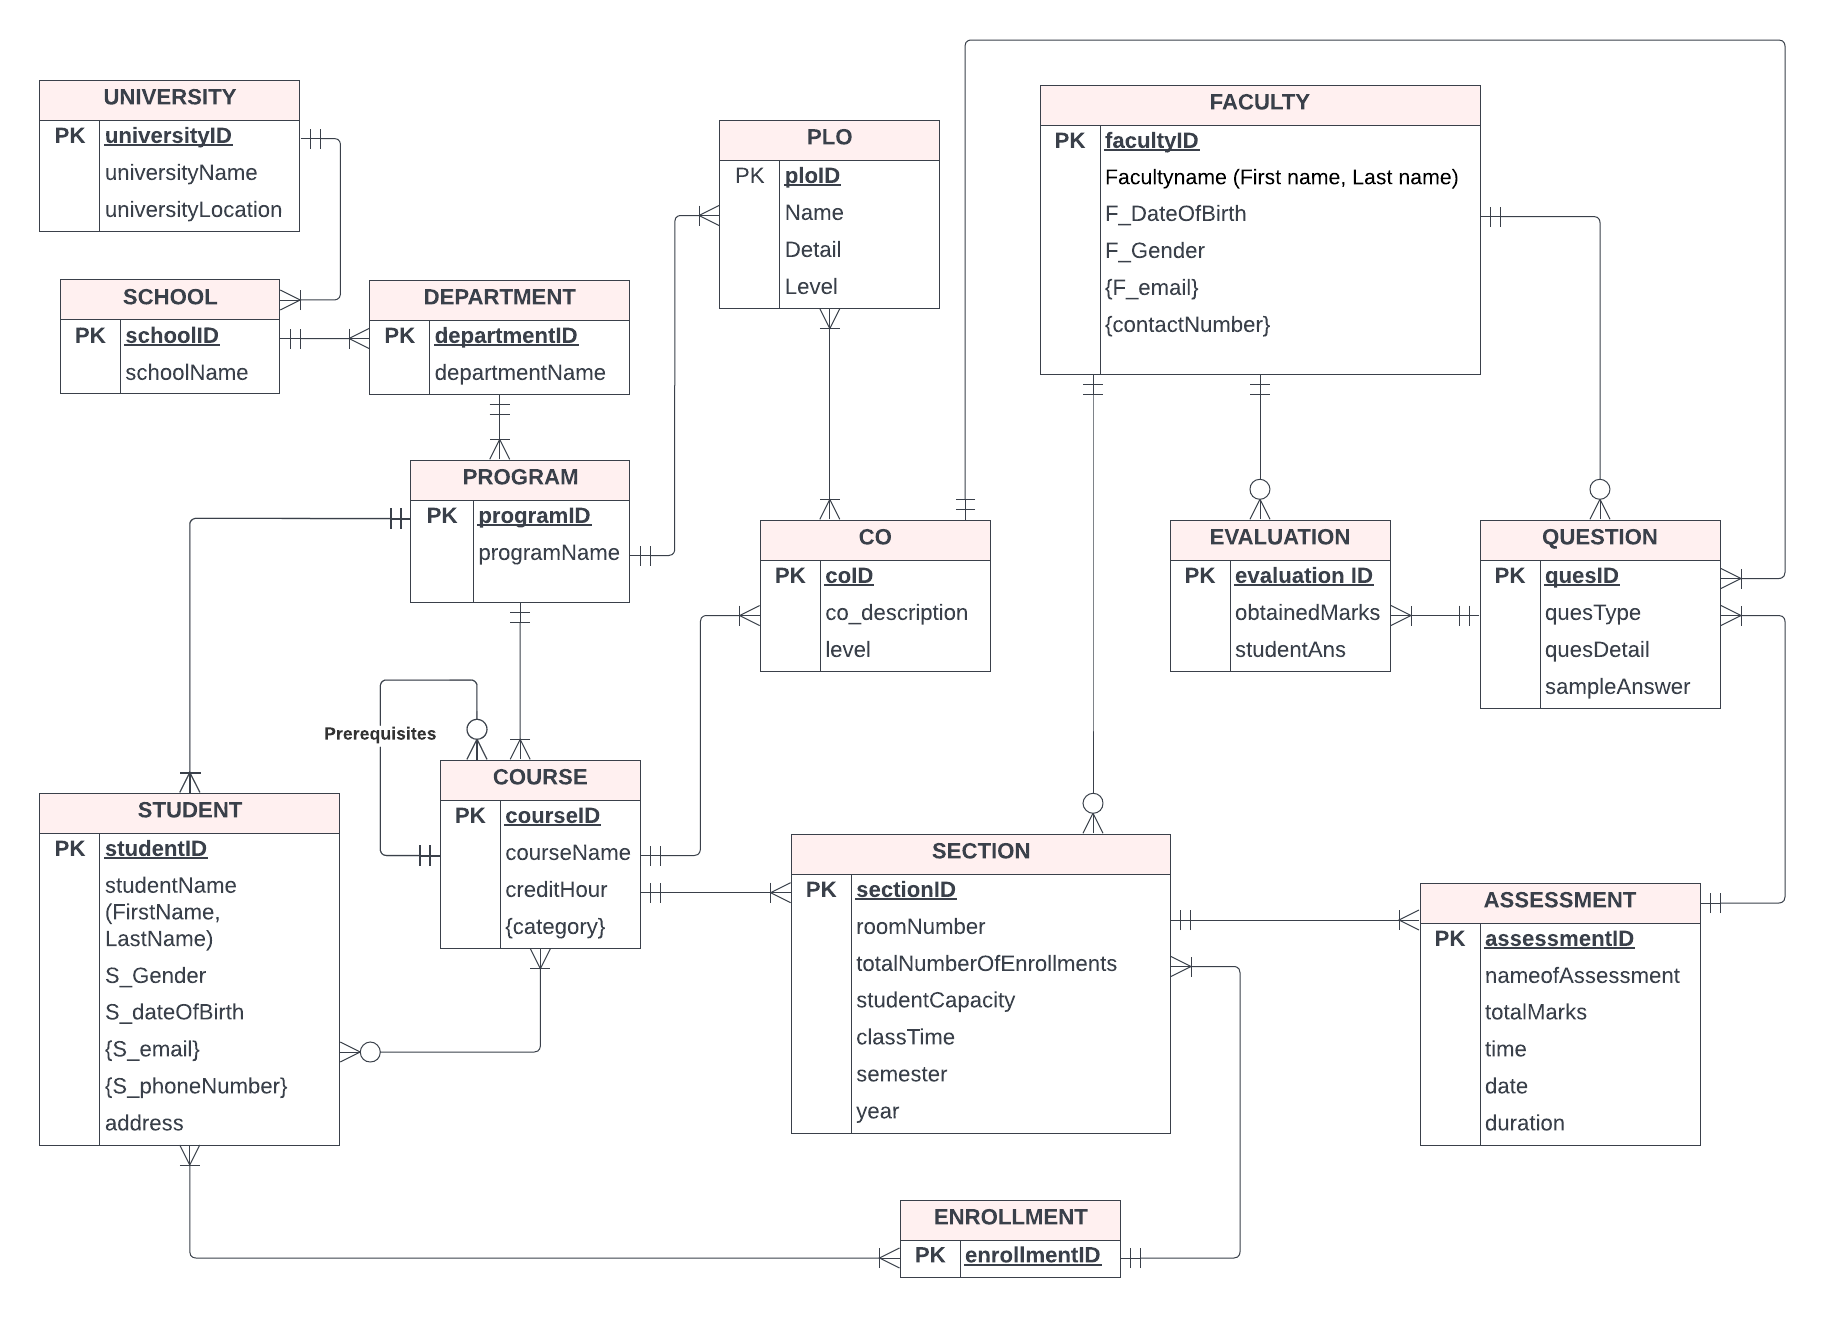 UNIVERSITY
PK universityID
universityName
universityLocation
SCHOOL
PK schoolID
schoolName
DEPARTMENT
PK departmentID
departmentName
PLO
PK ploID
Name
Detail
Level
FACULTY
PK facultyID
Facultyname (First name, Last name)
F_DateOfBirth
F_Gender
{F_email}
{contactNumber}
PROGRAM
PK programID
programName
CO
PK coID
co_description
level
EVALUATION
PK evaluation ID
obtainedMarks
studentAns
QUESTION
PK quesID
quesType
quesDetail
sampleAnswer
Prerequisites
STUDENT
PK studentID
studentName
(FirstName,
LastName)
S_Gender
S_dateOfBirth
{S_email}
{S_phoneNumber}
address
COURSE
PK courseID
courseName
creditHour
{category}
SECTION
PK sectionID
roomNumber
totalNumberOfEnrollments
studentCapacity
classTime
semester
year
ASSESSMENT
PK assessmentID
nameofAssessment
totalMarks
time
date
duration
ENROLLMENT
PK enrollmentID